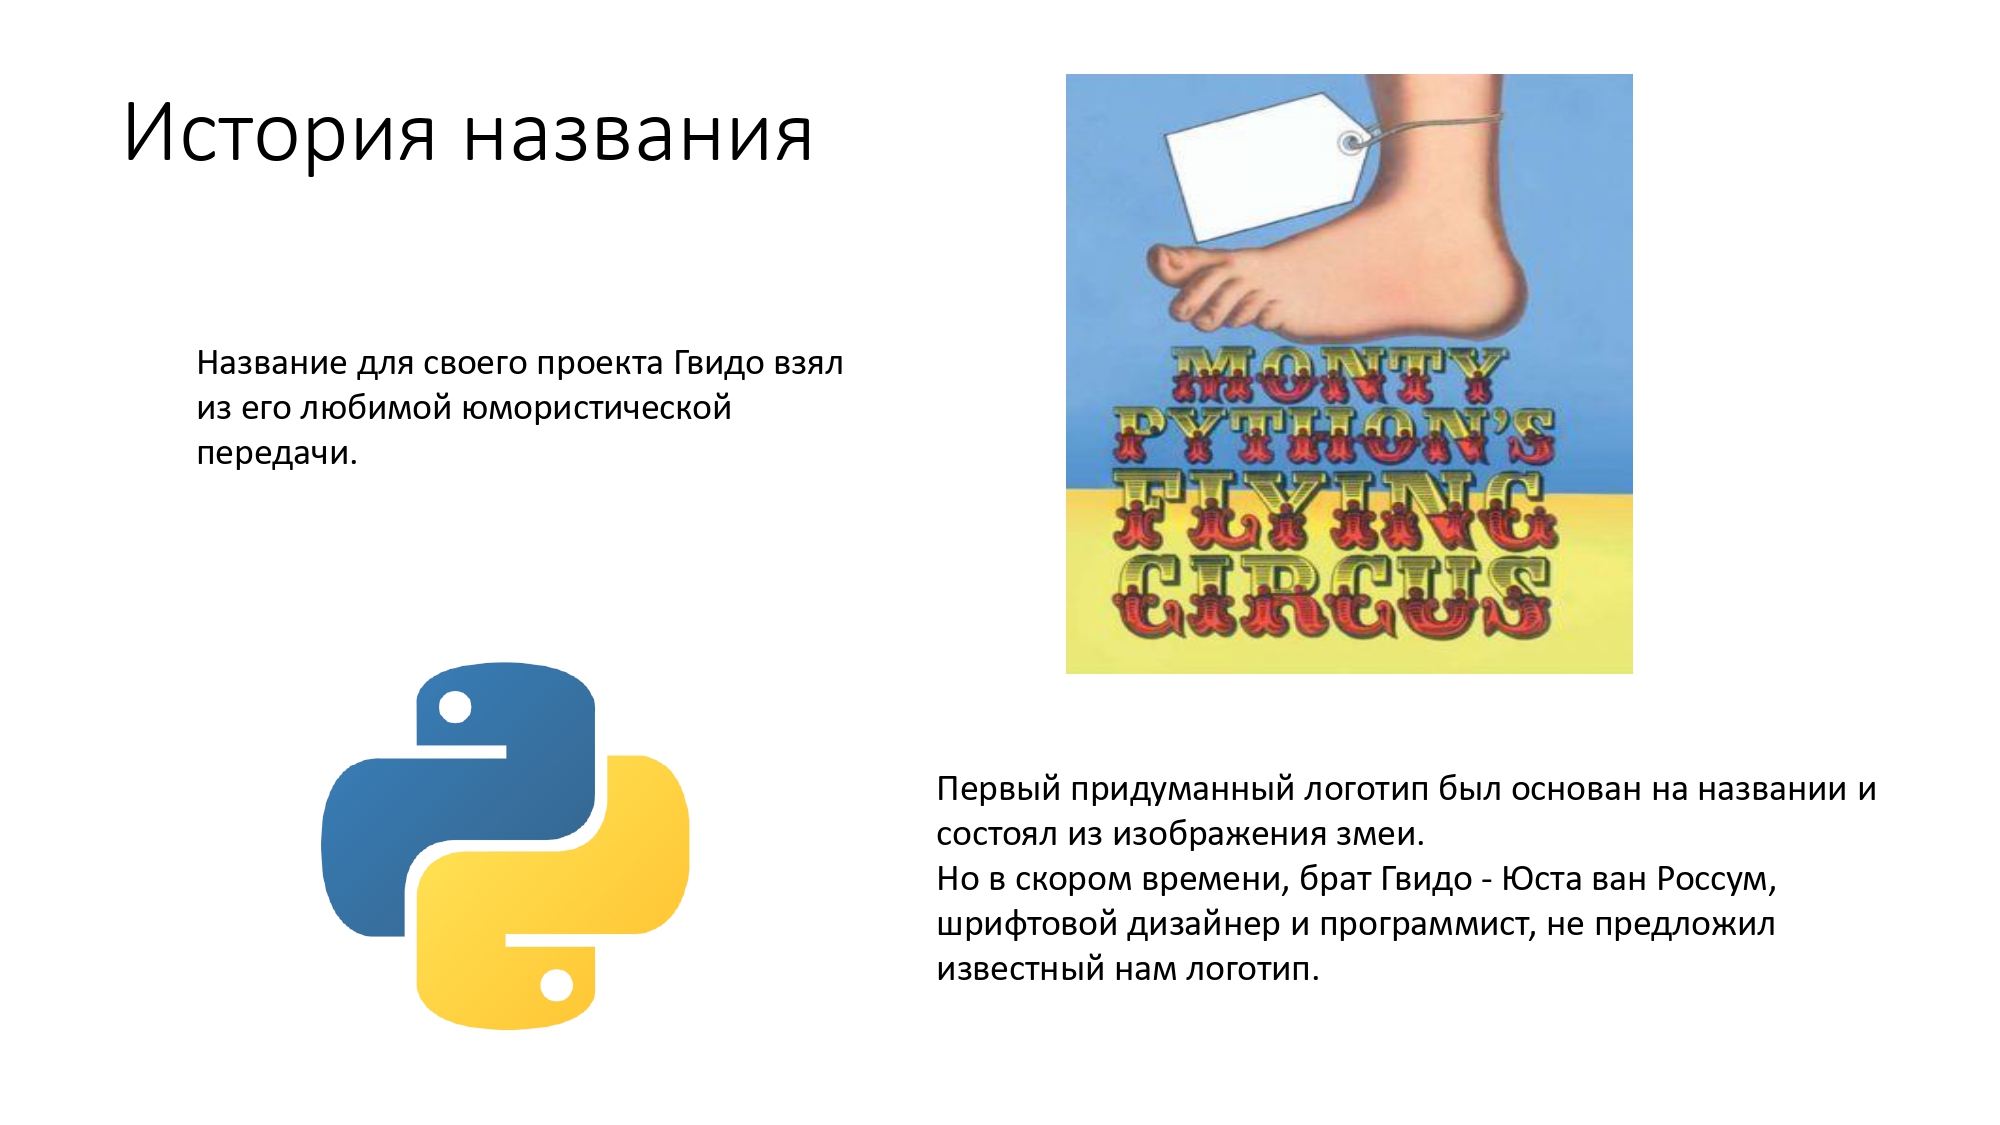 История названия
Название для своего проекта Гвидо взял
из его любимой юмористической
передачи.
MONTY
PYTHON'S
FLYING
CIRCUS
Первый придуманный логотип был основан на названии и
состоял из изображения змеи.
Но в скором времени, брат Гвидо - Юста ван Россум,
шрифтовой дизайнер и программист, не предложил
известный нам логотип.